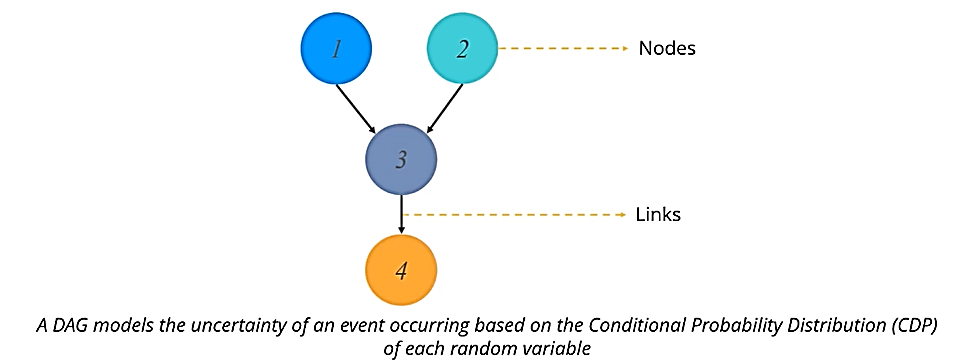 1
2
Nodes
3
Links
4
A DAG models the uncertainty of an event occurring based on the Conditional Probability Distribution (CDP)
of each random variable